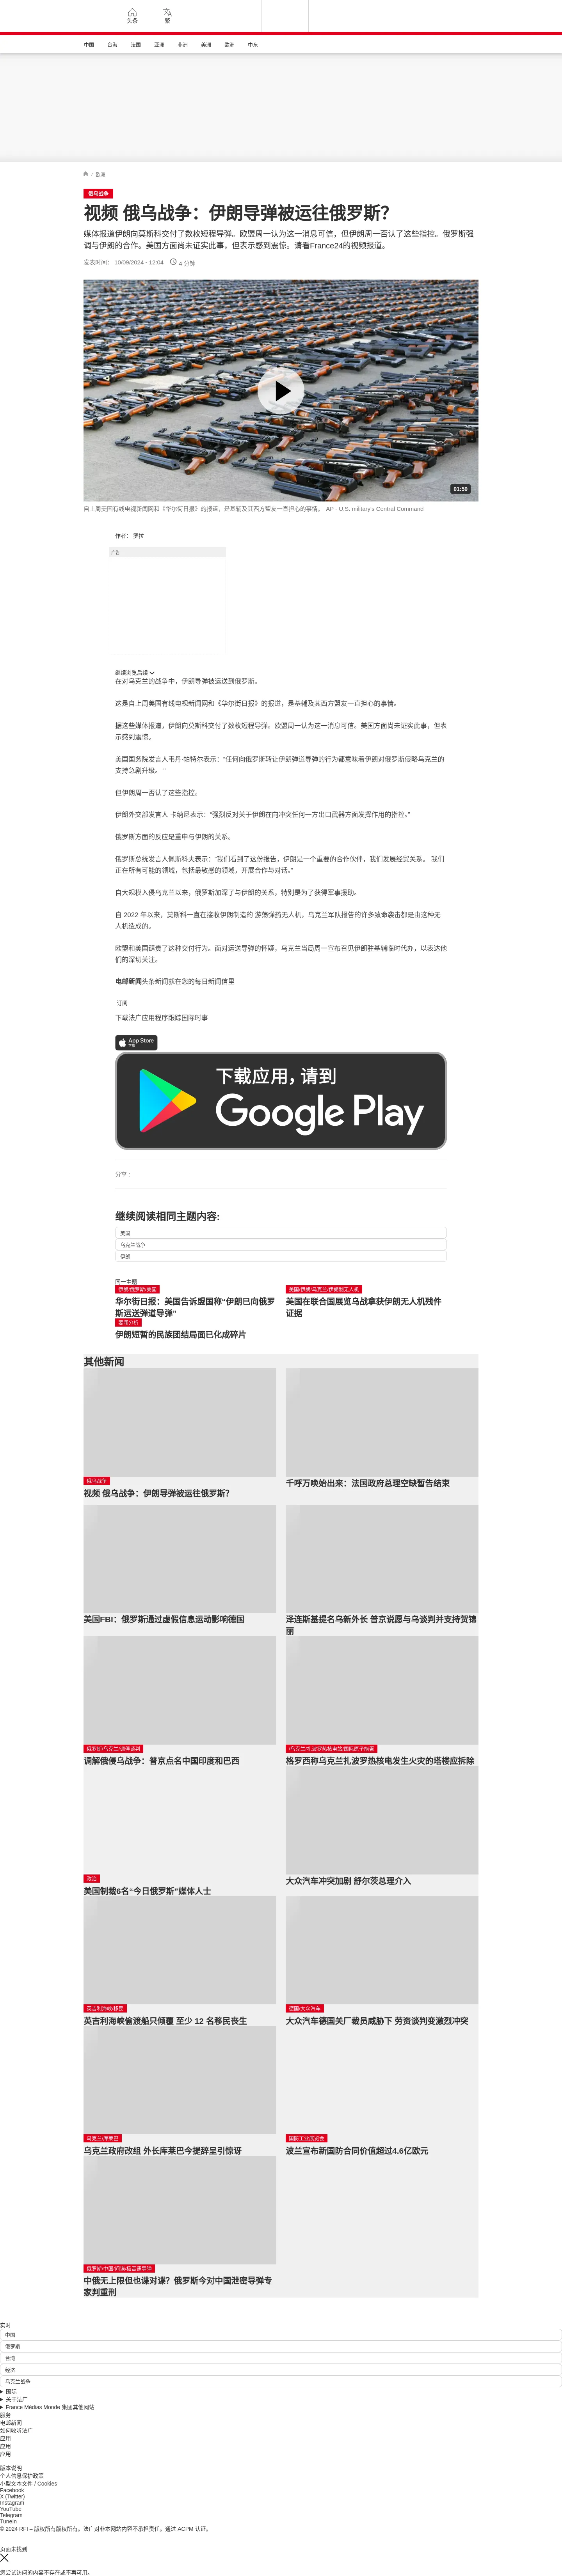 头条
繁
中国
台海
法国
亚洲
非洲
美洲
欧洲
中东
/ 欧洲
俄乌战争
视频 俄乌战争：伊朗导弹被运往俄罗斯?
媒体报道伊朗向莫斯科交付了数枚短程导弹。欧盟周一认为这一消息可信，但伊朗周一否认了这些指控。俄罗斯强
调与伊朗的合作。美国方面尚未证实此事，但表示感到震惊。请看France24的视频报道。
发表时间： 10/09/2024 - 12:04
4 分钟
01:50
自上周美国有线电视新闻网和《华尔街日报》的报道，是基辅及其西方盟友一直担心的事情。 AP - U.S. military's Central Command
作者： 罗拉
广告
继续浏览后续
在对乌克兰的战争中，伊朗导弹被运送到俄罗斯。
这是自上周美国有线电视新闻网和《华尔街日报》的报道，是基辅及其西方盟友一直担心的事情。
据这些媒体报道，伊朗向莫斯科交付了数枚短程导弹。欧盟周一认为这一消息可信。美国方面尚未证实此事，但表
示感到震惊。
美国国务院发言人韦丹·帕特尔表示：“任何向俄罗斯转让伊朗弹道导弹的行为都意味着伊朗对俄罗斯侵略乌克兰的
支持急剧升级。 ”
但伊朗周一否认了这些指控。
伊朗外交部发言人 卡纳尼表示：“强烈反对关于伊朗在向冲突任何一方出口武器方面发挥作用的指控。”
俄罗斯方面的反应是重申与伊朗的关系。
俄罗斯总统发言人佩斯科夫表示：“我们看到了这份报告，伊朗是一个重要的合作伙伴，我们发展经贸关系。 我们
正在所有可能的领域，包括最敏感的领域，开展合作与对话。”
自大规模入侵乌克兰以来，俄罗斯加深了与伊朗的关系，特别是为了获得军事援助。
自 2022 年以来，莫斯科一直在接收伊朗制造的 游荡弹药无人机，乌克兰军队报告的许多致命袭击都是由这种无
人机造成的。
欧盟和美国谴责了这种交付行为。面对运送导弹的怀疑，乌克兰当局周一宣布召见伊朗驻基辅临时代办，以表达他
们的深切关注。
电邮新闻头条新闻就在您的每日新闻信里
订阅
下载法广应用程序跟踪国际时事
App Store
下载
下载应用，请到
Google Play
分享 :
继续阅读相同主题内容:
美国
乌克兰战争
伊朗
同一主题
伊朗/俄罗斯/美国
华尔街日报：美国告诉盟国称“伊朗已向俄罗
斯运送弹道导弹“
美国/伊朗/乌克兰/伊朗制无人机
美国在联合国展览乌战拿获伊朗无人机残件
证据
要闻分析
伊朗短暂的民族团结局面已化成碎片
其他新闻
俄乌战争
视频 俄乌战争：伊朗导弹被运往俄罗斯?
千呼万唤始出来：法国政府总理空缺暂告结束
美国FBI：俄罗斯通过虚假信息运动影响德国
泽连斯基提名乌新外长 普京说愿与乌谈判并支持贺锦
丽
俄罗斯/乌克兰/调停谈判
调解俄侵乌战争：普京点名中国印度和巴西
/乌克兰/扎波罗热核电站/国际原子能署
格罗西称乌克兰扎波罗热核电发生火灾的塔楼应拆除
政治
美国制裁6名"今日俄罗斯"媒体人士
大众汽车冲突加剧 舒尔茨总理介入
英吉利海峡/移民
英吉利海峡偷渡船只倾覆 至少 12 名移民丧生
德国/大众汽车
大众汽车德国关厂裁员威胁下 劳资谈判变激烈冲突
乌克兰/库莱巴
乌克兰政府改组 外长库莱巴今提辞呈引惊讶
国防工业展览会
波兰宣布新国防合同价值超过4.6亿欧元
俄罗斯/中国/间谍/极音速导弹
中俄无上限但也谍对谍？俄罗斯今对中国泄密导弹专
家判重刑
实时
中国
俄罗斯
台湾
经济
乌克兰战争
国际
关于法广
France Médias Monde 集团其他网站
服务
电邮新闻
如何收听法广
应用
应用
应用
版本说明
个人信息保护政策
小型文本文件 / Cookies
Facebook
X (Twitter)
Instagram
YouTube
Telegram
TuneIn
© 2024 RFI – 版权所有版权所有。法广对非本网站内容不承担责任。通过 ACPM 认证。
页面未找到
您尝试访问的内容不存在或不再可用。